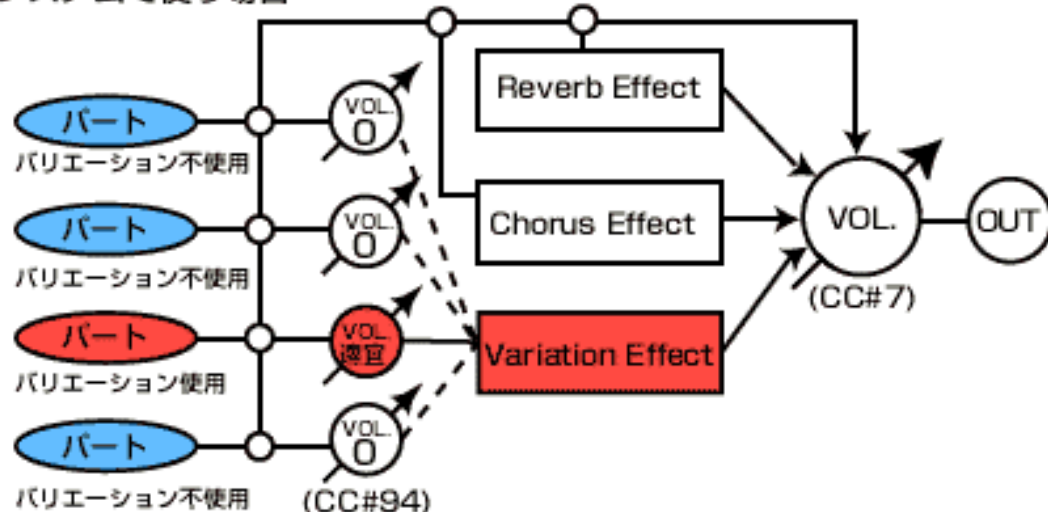 パート
VOL.
0
バリエーション不使用
パート
VOL.
0
バリエーション不使用
パート
VOL.
適宜
バリエーション使用
パート
VOL.
0
バリエーション不使用
(CC#94)
Reverb Effect
Chorus Effect
Variation Effect
VOL.
(CC#7)
OUT